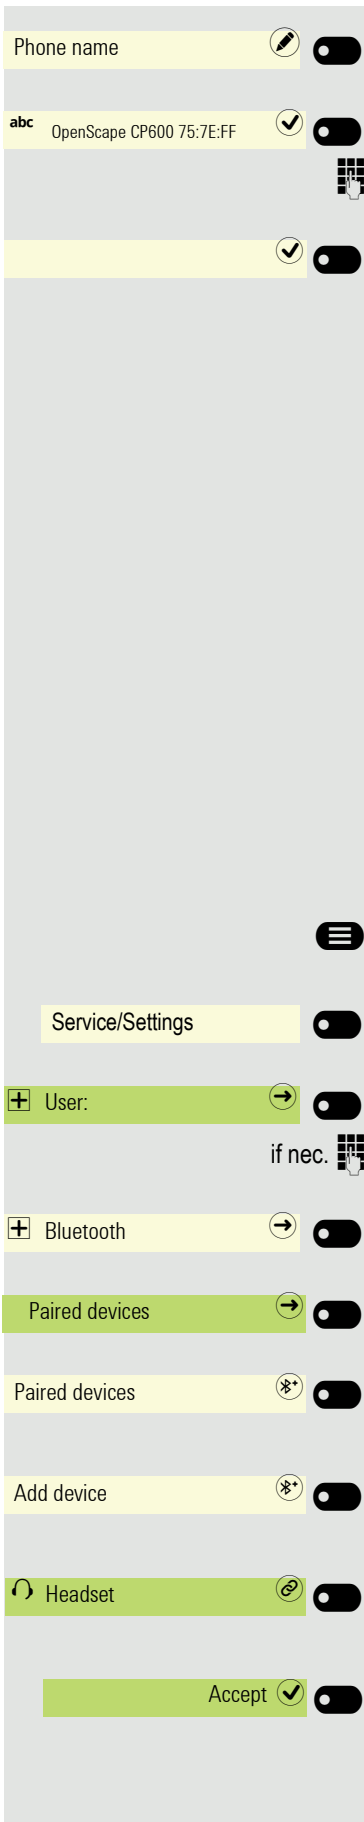 Phone name
abc OpenScape CP600 75:7E:FF
Service/Settings
User:
if nec.
Bluetooth
Paired devices
Paired devices
Add device
Headset
Accept